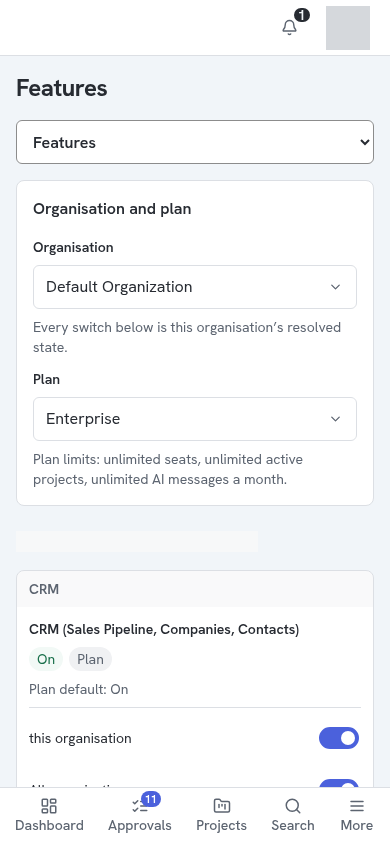 1
Features
Features
Organisation and plan
Organisation
Default Organization
Every switch below is this organisation’s resolved
state.
Plan
Enterprise
Plan limits: unlimited seats, unlimited active
projects, unlimited AI messages a month.
CRM
CRM (Sales Pipeline, Companies, Contacts)
On Plan
Plan default: On
this organisation
11
Dashboard Approvals Projects Search More